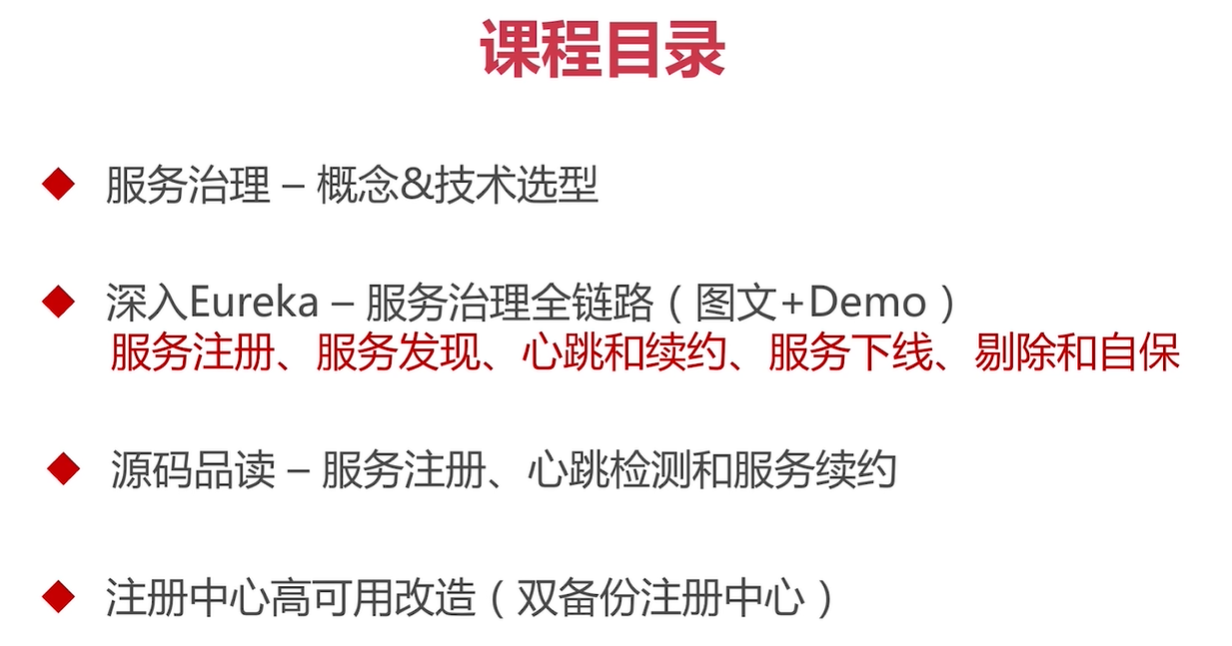 课程目录
服务治理 – 概念&技术选型
深入Eureka – 服务治理全链路（图文+Demo）
服务注册、服务发现、心跳和续约、服务下线、剔除和自保
源码品读 – 服务注册、心跳检测和服务续约
注册中心高可用改造（双备份注册中心）